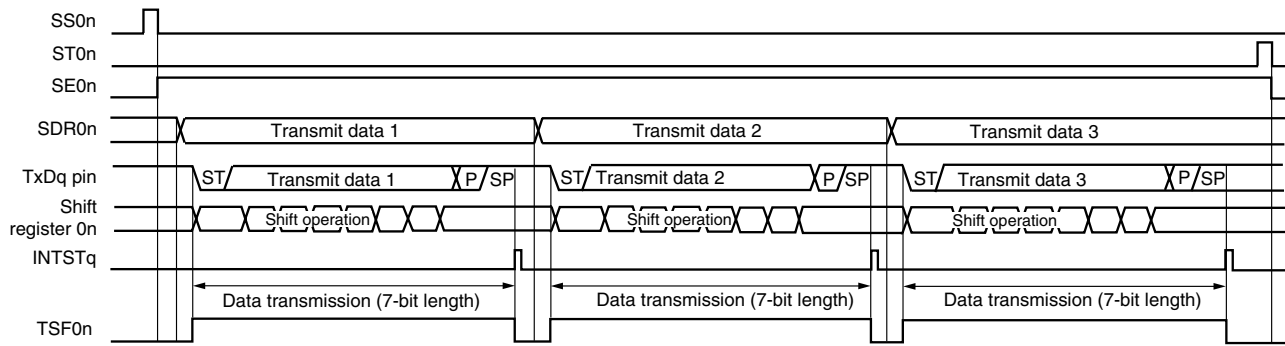 SS0n
ST0n
SE0n
SDR0n Transmit data 1 Transmit data 2 Transmit data 3
TxDq pin ST Transmit data 1 P SP ST Transmit data 2 P SP ST Transmit data 3 P SP
Shift
register 0n Shift operation Shift operation Shift operation
INTSTq
Data transmission (7-bit length) Data transmission (7-bit length) Data transmission (7-bit length)
TSF0n